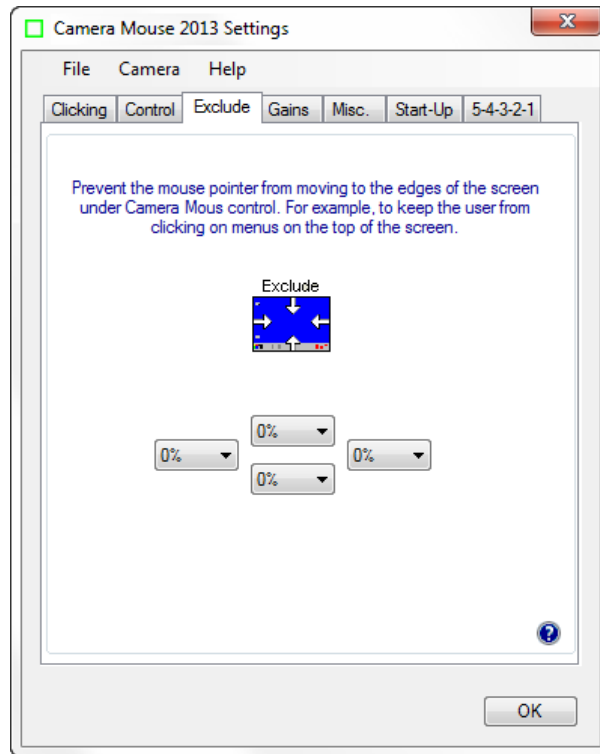 Camera Mouse 2013 Settings
File Camera Help
Clicking Control Exclude Gains Misc. Start-Up 5-4-3-2-1
Prevent the mouse pointer from moving to the edges of the screen
under Camera Mous control. For example, to keep the user from
clicking on menus on the top of the screen.
Exclude
0%
0%
0%
0%
OK